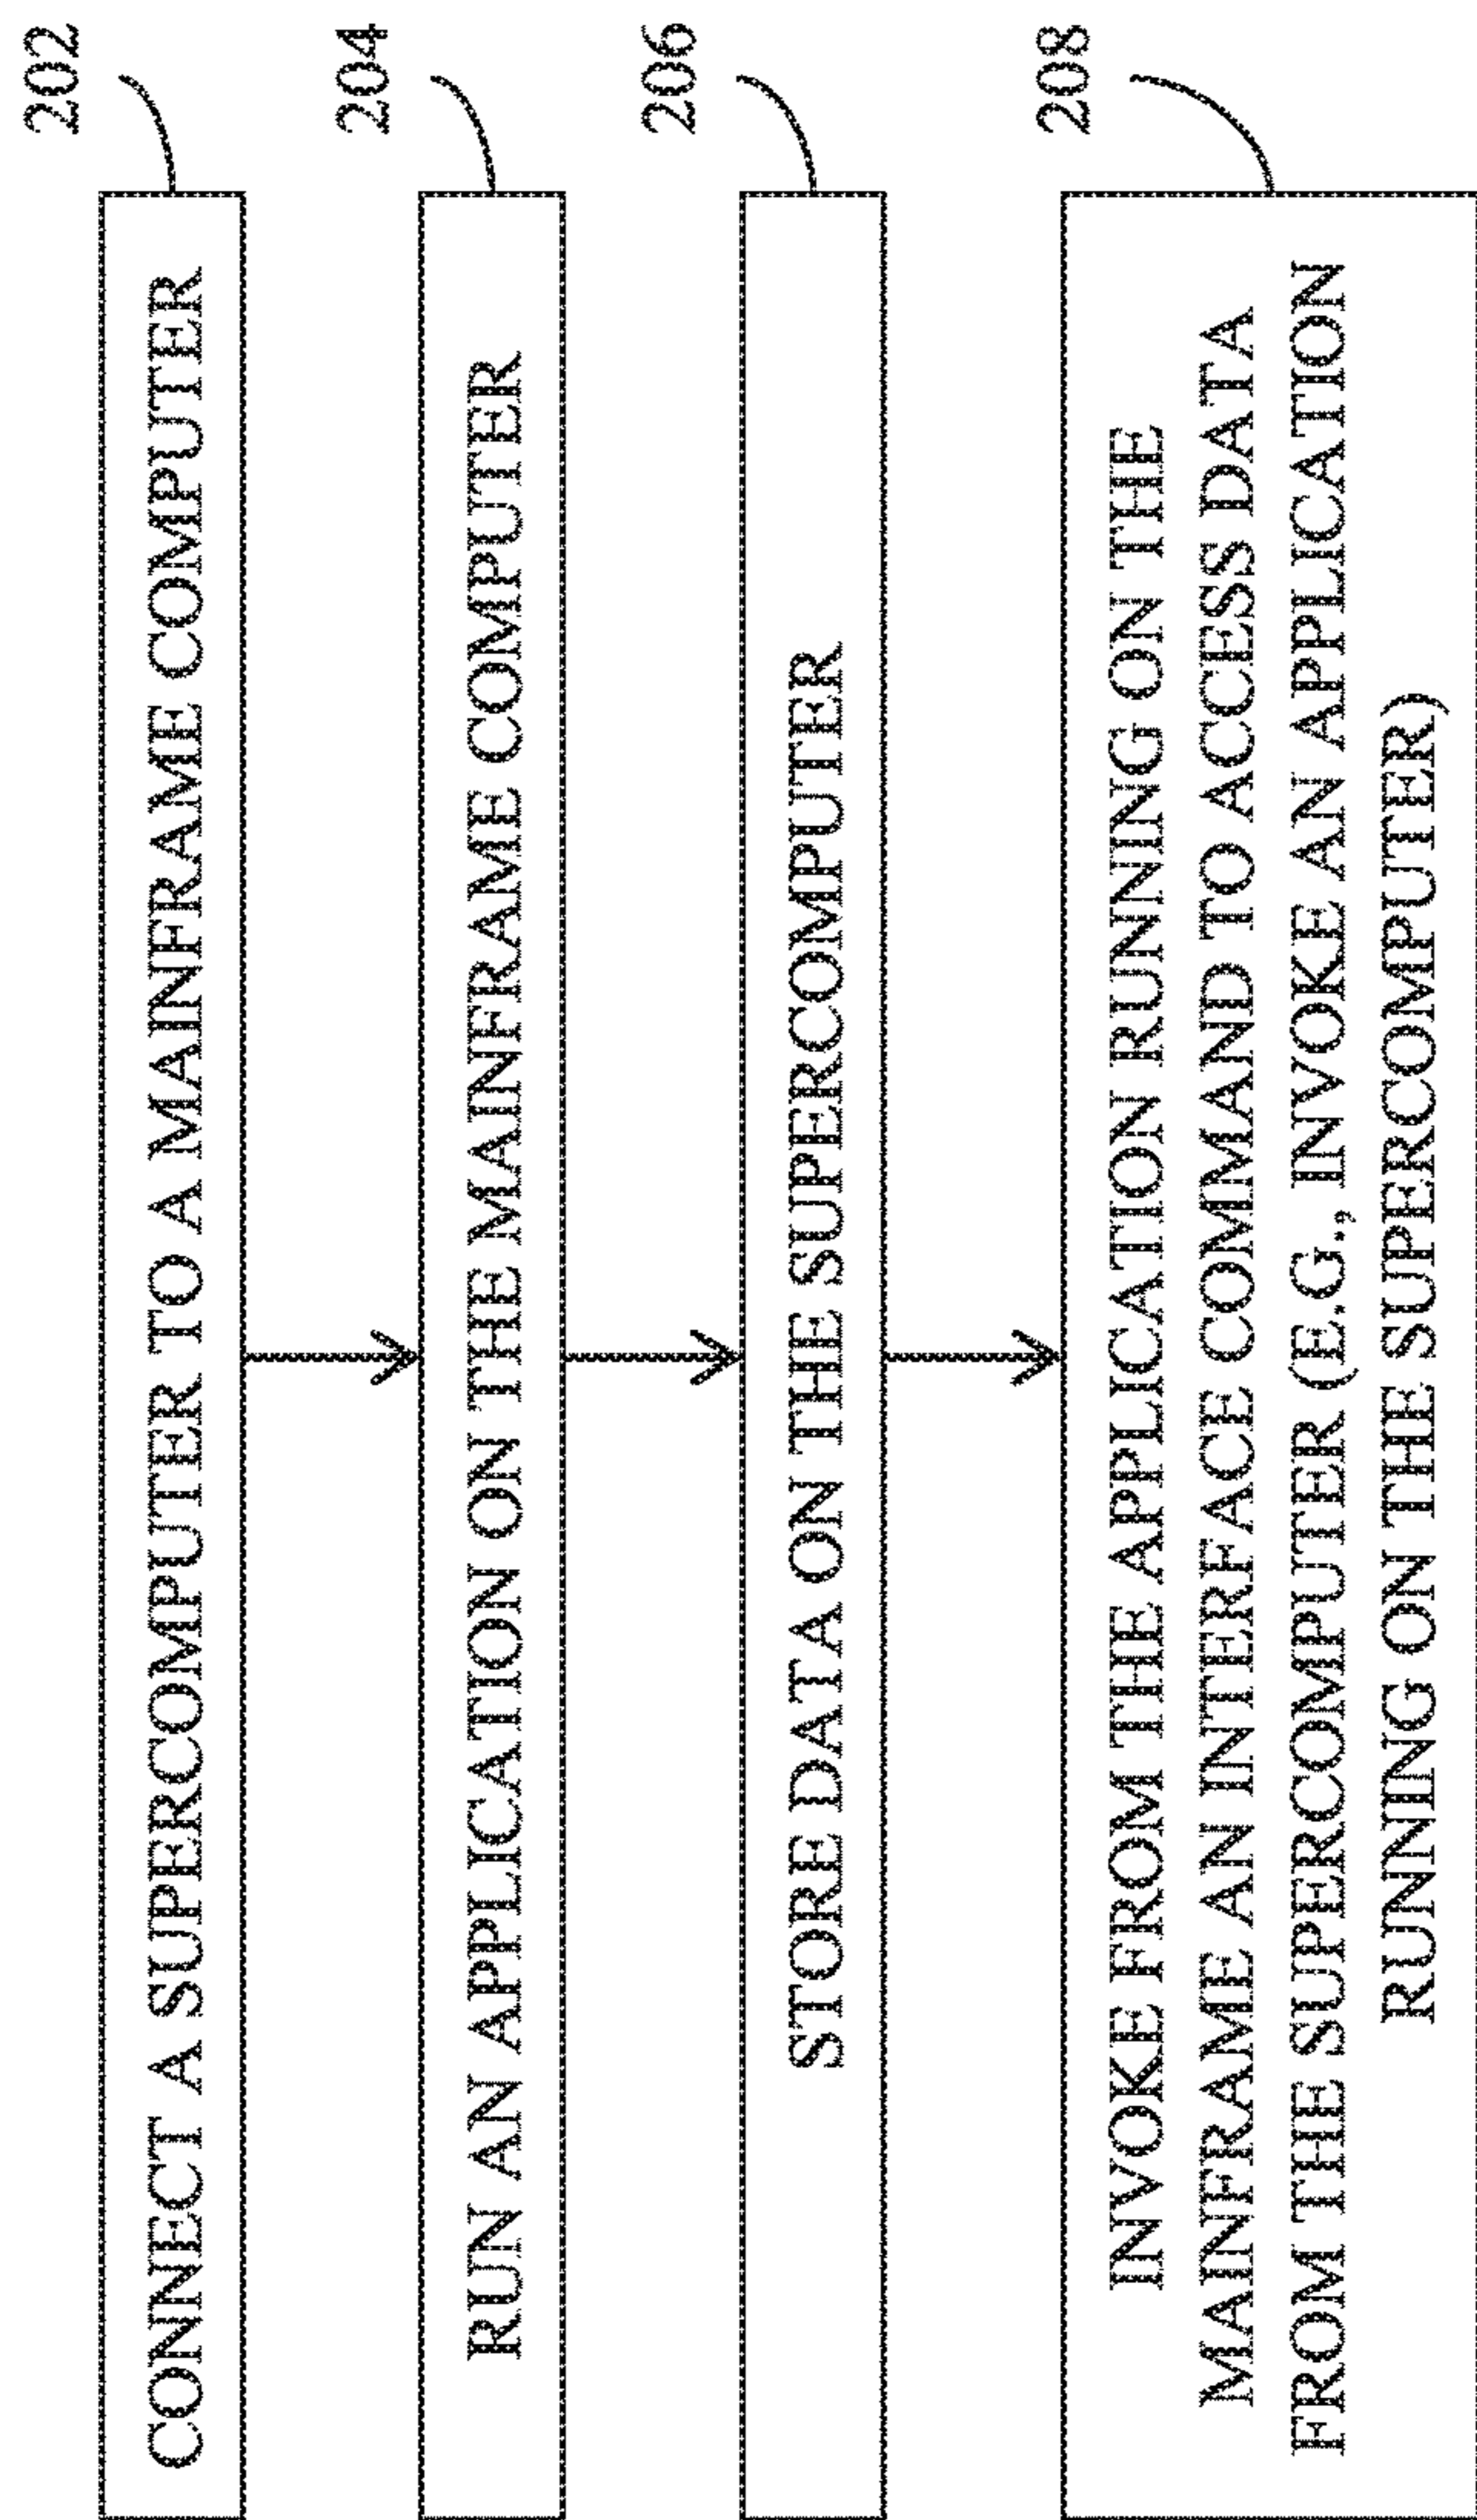 202
CONNECT A SUPERCOMPUTER TO A MAINFRAME COMPUTER
204
RUN AN APPLICATION ON THE MAINFRAME COMPUTER
206
STORE DATA ON THE SUPERCOMPUTER
208
INVOKE FROM THE APPLICATION RUNNING ON THE
MAINFRAME AN INTERFACE COMMAND TO ACCESS DATA
FROM THE SUPERCOMPUTER (E.G., INVOKE AN APPLICATION
RUNNING ON THE SUPERCOMPUTER)